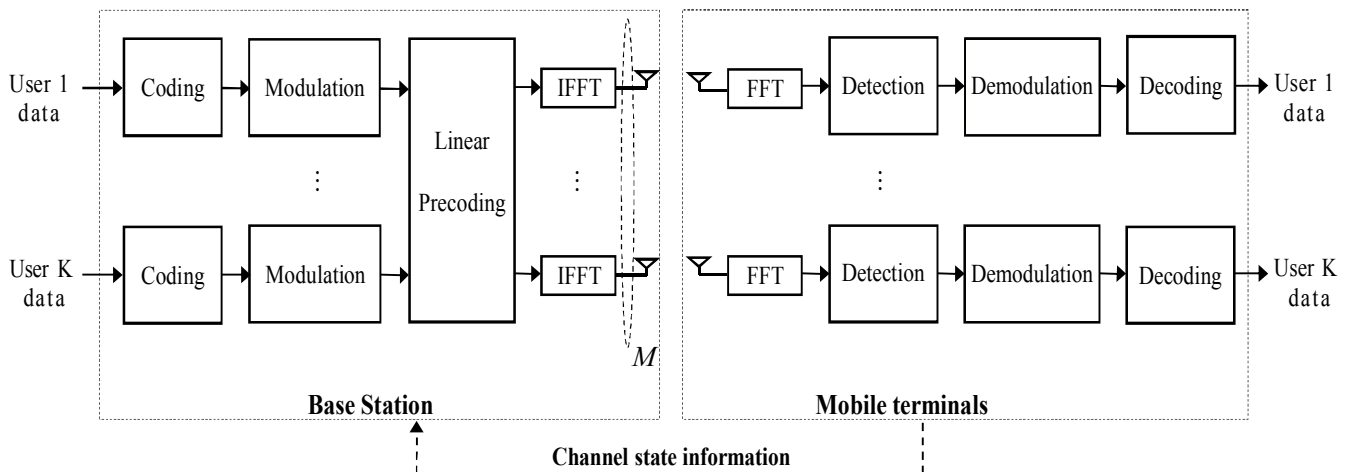 User 1
data
Coding
Modulation
Linear
Precoding
IFFT
FFT
Detection
Demodulation
Decoding
User 1
data
User K
data
Coding
Modulation
IFFT
FFT
Detection
Demodulation
Decoding
User K
data
M
Base Station
Mobile terminals
Channel state information